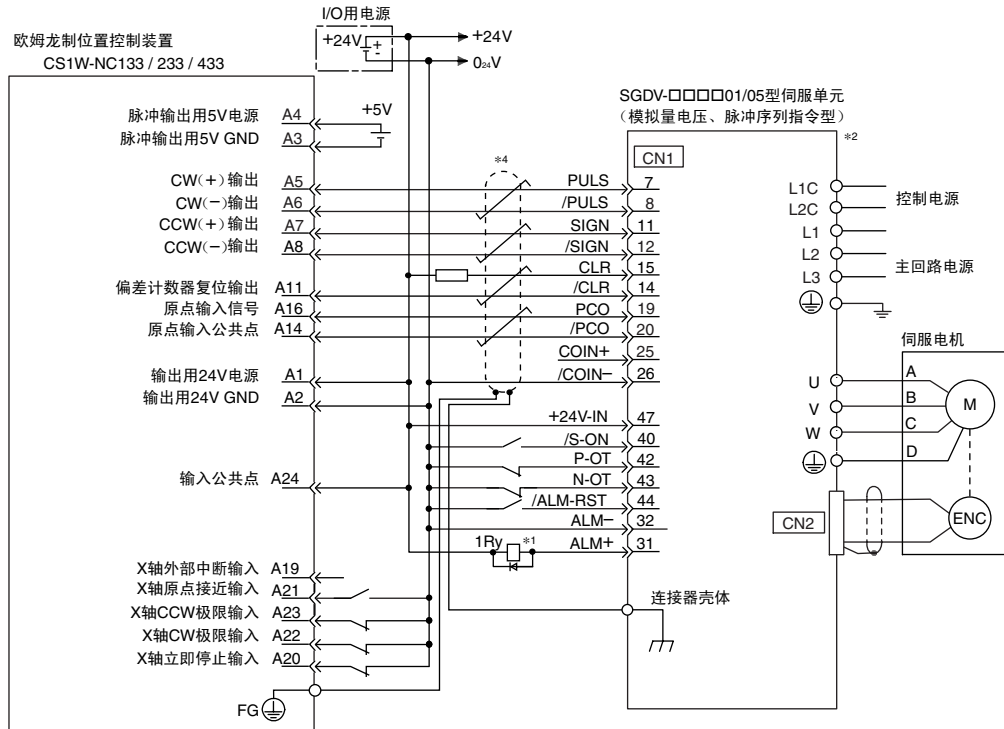 I/O用电源
欧姆龙制位置控制装置
CS1W-NC133 / 233 / 433
+24V
+
-
+24V
0₂₄V
脉冲输出用5V电源 A4
+5V
脉冲输出用5V GND A3
SGDV-□□□□01/05型伺服单元
(模拟量电压、脉冲序列指令型)
*2
CN1
*4
CW(+)输出 A5 PULS 7
CW(−)输出 A6 /PULS 8
CCW(+)输出 A7 SIGN 11
CCW(−)输出 A8 /SIGN 12
CLR 15
偏差计数器复位输出 A11 /CLR 14
原点输入信号 A16 PCO 19
原点输入公共点 A14 /PCO 20
COIN+ 25
输出用24V电源 A1 /COIN− 26
输出用24V GND A2
+24V-IN 47
/S-ON 40
P-OT 42
输入公共点 A24 N-OT 43
/ALM-RST 44
ALM− 32
1Ry *1 ALM+ 31
L1C
L2C
控制电源
L1
L2
L3
主回路电源
伺服电机
U A
V B
W C
D
M
CN2
ENC
X轴外部中断输入 A19
X轴原点接近输入 A21
X轴CCW极限输入 A23
X轴CW极限输入 A22
X轴立即停止输入 A20
连接器壳体
FG